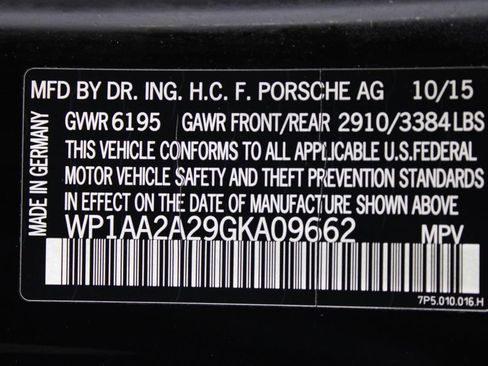 MFD BY DR. ING. H.C. F. PORSCHE AG 10/15
GVWR 6195 GAWR FRONT/REAR 2910/3384 LBS
THIS VEHICLE CONFORMS TO ALL APPLICABLE U.S.FEDERAL
MOTOR VEHICLE SAFETY AND THEFT PREVENTION STANDARDS
IN EFFECT ON THE DATE OF MANUFACTURE SHOWN ABOVE.
WP1AA2A29GKA09662 MPV
MADE IN GERMANY
7P5.010.016.H